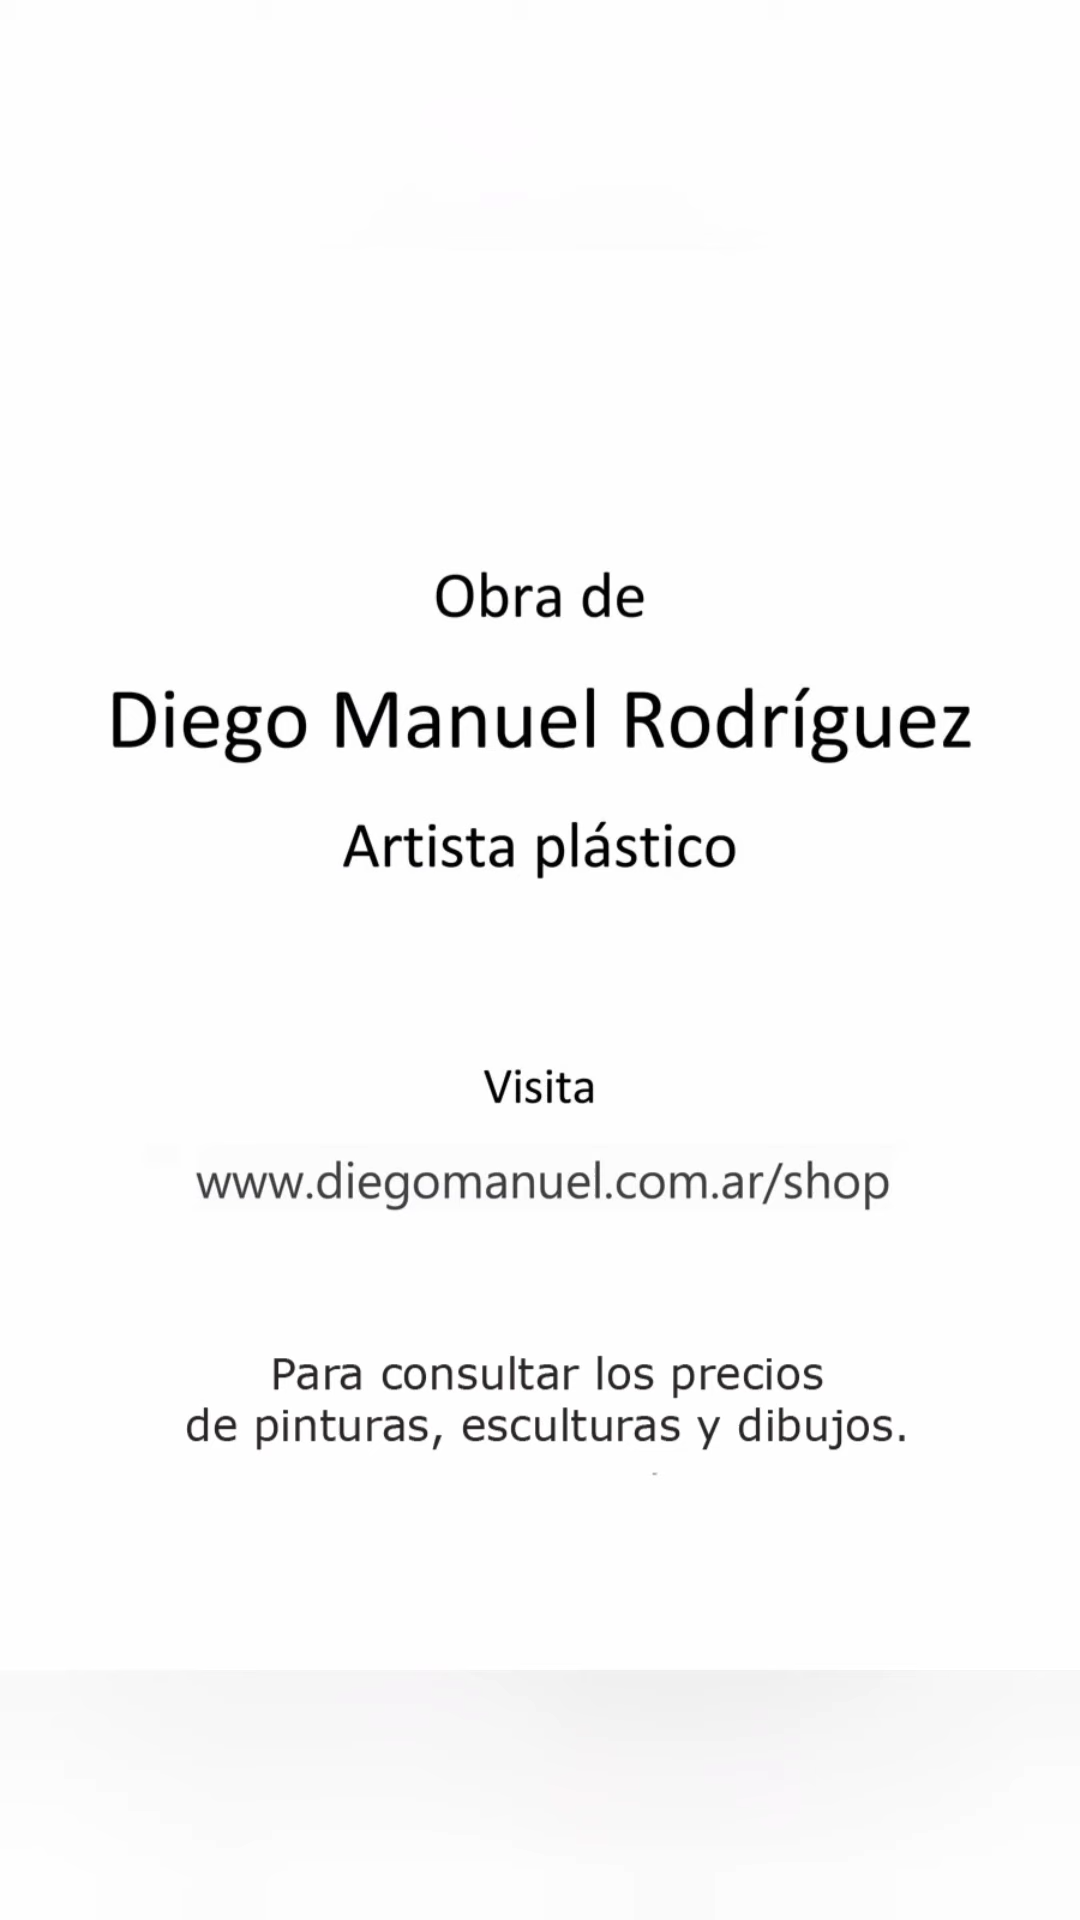 Obra de
Diego Manuel Rodríguez
Artista plástico
Visita
www.diegomanuel.com.ar/shop
Para consultar los precios
de pinturas, esculturas y dibujos.